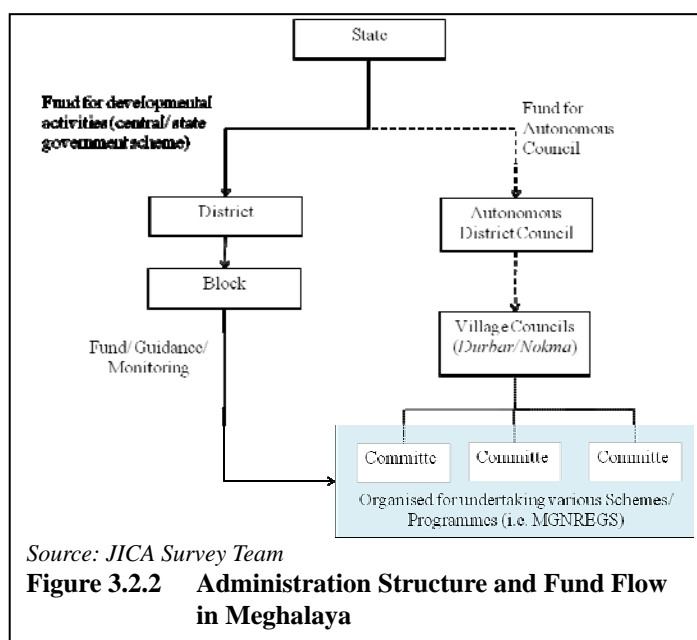 State
Fund for developmental
activities (central/ state
government scheme)
Fund for
Autonomous
Council
District
Autonomous
District Council
Block
Village Councils
(Durbar/Nokma)
Fund/ Guidance/
Monitoring
Committe Committe Committe
Organised for undertaking various Schemes/
Programmes (i.e. MGNREGS)
Source: JICA Survey Team
Figure 3.2.2 Administration Structure and Fund Flow
in Meghalaya